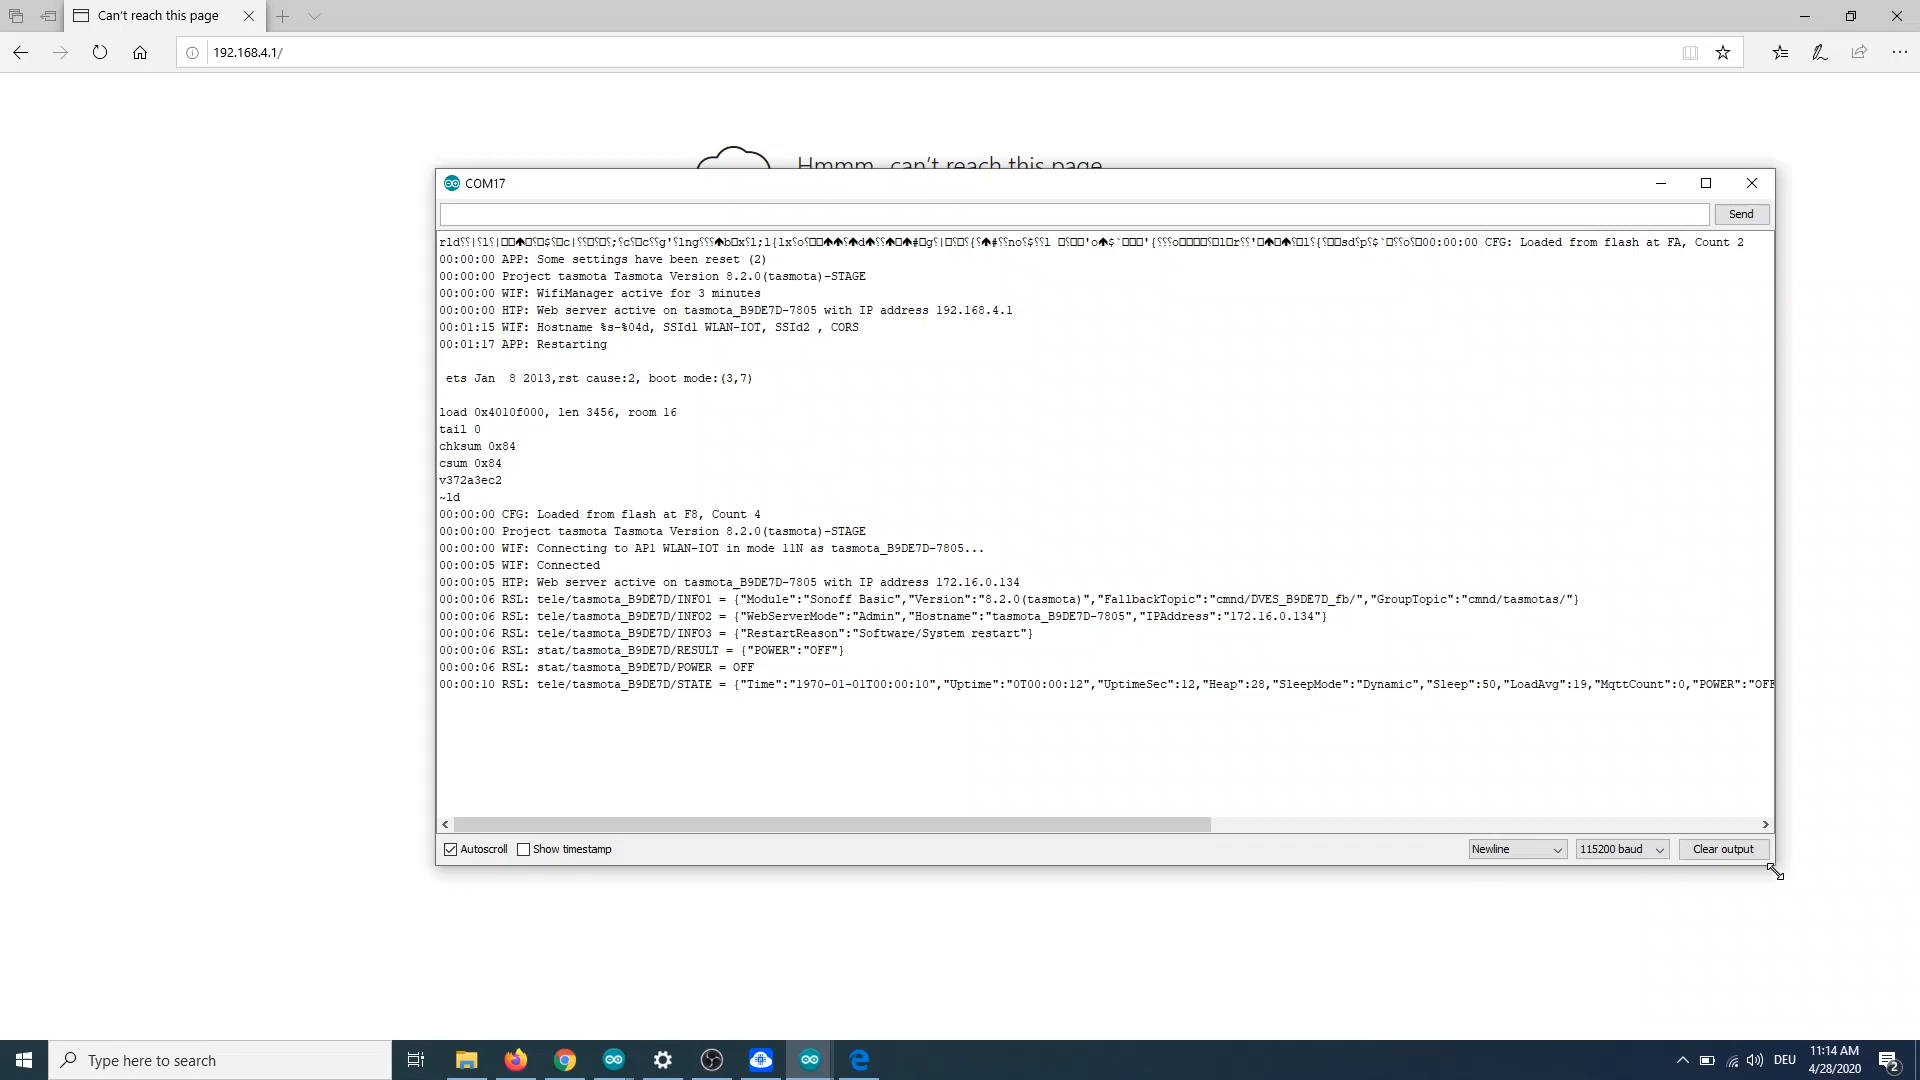 Can't reach this page
192.168.4.1/
Hmmm...can't reach this page
COM17
Send
00:00:00 CFG: Loaded from flash at FA, Count 2
00:00:00 APP: Some settings have been reset (2)
00:00:00 Project tasmota Tasmota Version 8.2.0(tasmota)-STAGE
00:00:00 WIF: WifiManager active for 3 minutes
00:00:00 HTP: Web server active on tasmota_B9DE7D-7805 with IP address 192.168.4.1
00:01:15 WIF: Hostname %s-%04d, SSId1 WLAN-IOT, SSId2 , CORS
00:01:17 APP: Restarting
ets Jan  8 2013,rst cause:2, boot mode:(3,7)
load 0x4010f000, len 3456, room 16
tail 0
chksum 0x84
csum 0x84
v372a3ec2
~ld
00:00:00 CFG: Loaded from flash at F8, Count 4
00:00:00 Project tasmota Tasmota Version 8.2.0(tasmota)-STAGE
00:00:00 WIF: Connecting to AP1 WLAN-IOT in mode 11N as tasmota_B9DE7D-7805...
00:00:05 WIF: Connected
00:00:05 HTP: Web server active on tasmota_B9DE7D-7805 with IP address 172.16.0.134
00:00:06 RSL: tele/tasmota_B9DE7D/INFO1 = {"Module":"Sonoff Basic","Version":"8.2.0(tasmota)","FallbackTopic":"cmnd/DVES_B9DE7D_fb/","GroupTopic":"cmnd/tasmotas/"}
00:00:06 RSL: tele/tasmota_B9DE7D/INFO2 = {"WebServerMode":"Admin","Hostname":"tasmota_B9DE7D-7805","IPAddress":"172.16.0.134"}
00:00:06 RSL: tele/tasmota_B9DE7D/INFO3 = {"RestartReason":"Software/System restart"}
00:00:06 RSL: stat/tasmota_B9DE7D/RESULT = {"POWER":"OFF"}
00:00:06 RSL: stat/tasmota_B9DE7D/POWER = OFF
00:00:10 RSL: tele/tasmota_B9DE7D/STATE = {"Time":"1970-01-01T00:00:10","Uptime":"0T00:00:12","UptimeSec":12,"Heap":28,"SleepMode":"Dynamic","Sleep":50,"LoadAvg":19,"MqttCount":0,"POWER":"OFF
Autoscroll
Show timestamp
Newline
115200 baud
Clear output
Type here to search
DEU
11:14 AM
4/28/2020
2